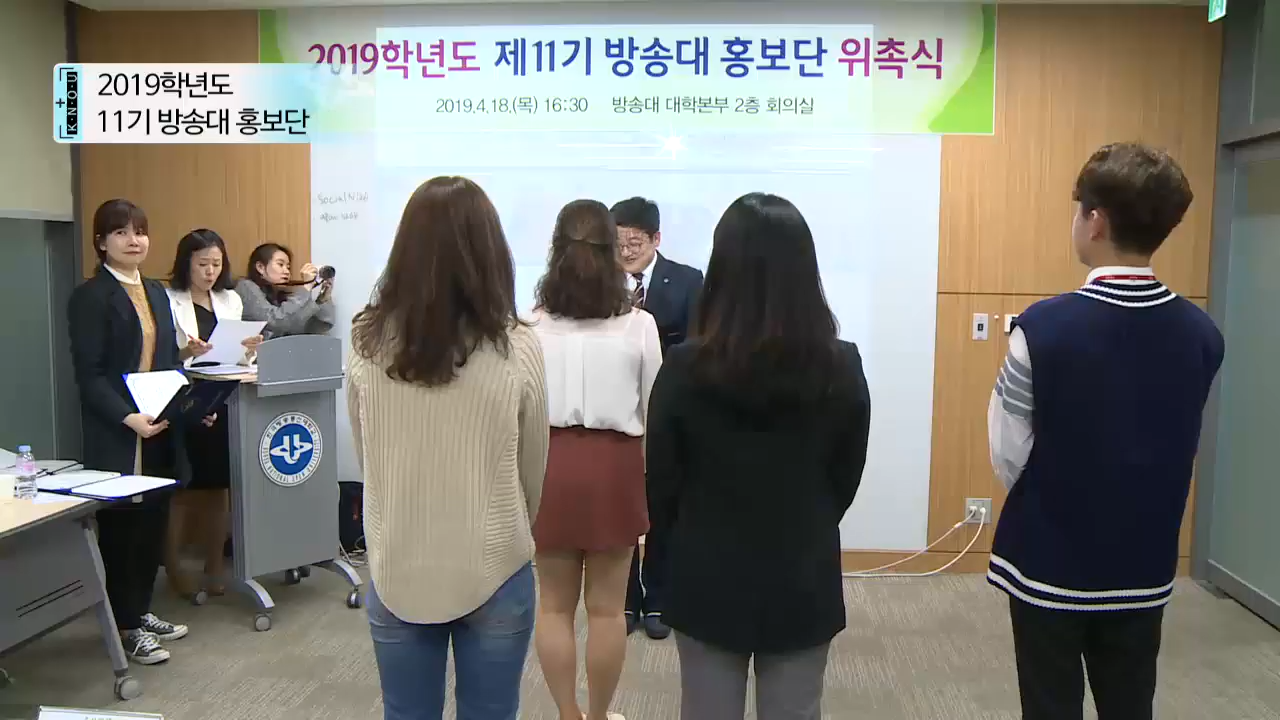 2019학년도 제11기 방송대 홍보단 위촉식
2019.4.18.(목) 16:30 방송대 대학본부 2층 회의실
K·N·O·U
2019학년도
11기 방송대 홍보단